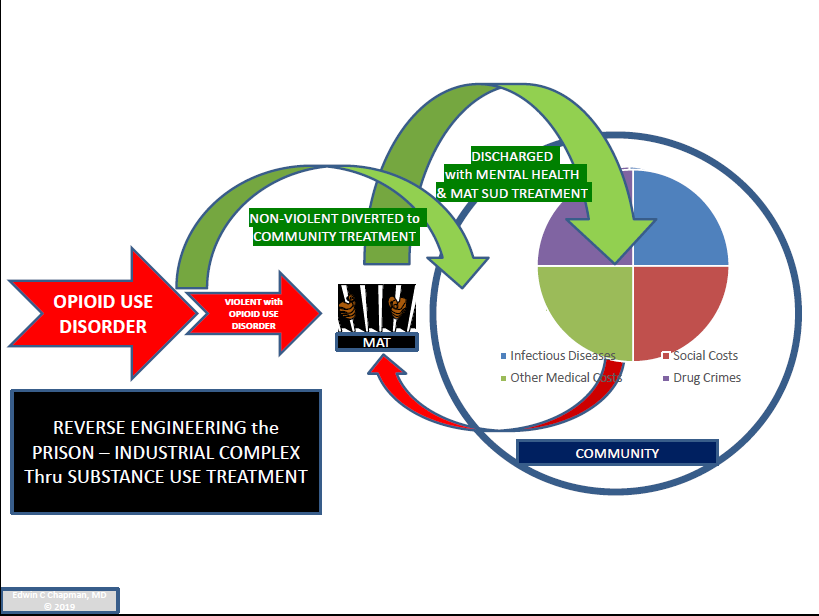 DISCHARGED
with MENTAL HEALTH
& MAT SUD TREATMENT
NON-VIOLENT DIVERTED to
COMMUNITY TREATMENT
OPIOID USE
DISORDER
VIOLENT with
OPIOID USE
DISORDER
MAT
Infectious Diseases
Social Costs
Other Medical Costs
Drug Crimes
COMMUNITY
REVERSE ENGINEERING the
PRISON – INDUSTRIAL COMPLEX
Thru SUBSTANCE USE TREATMENT
Edwin C Chapman, MD
© 2019